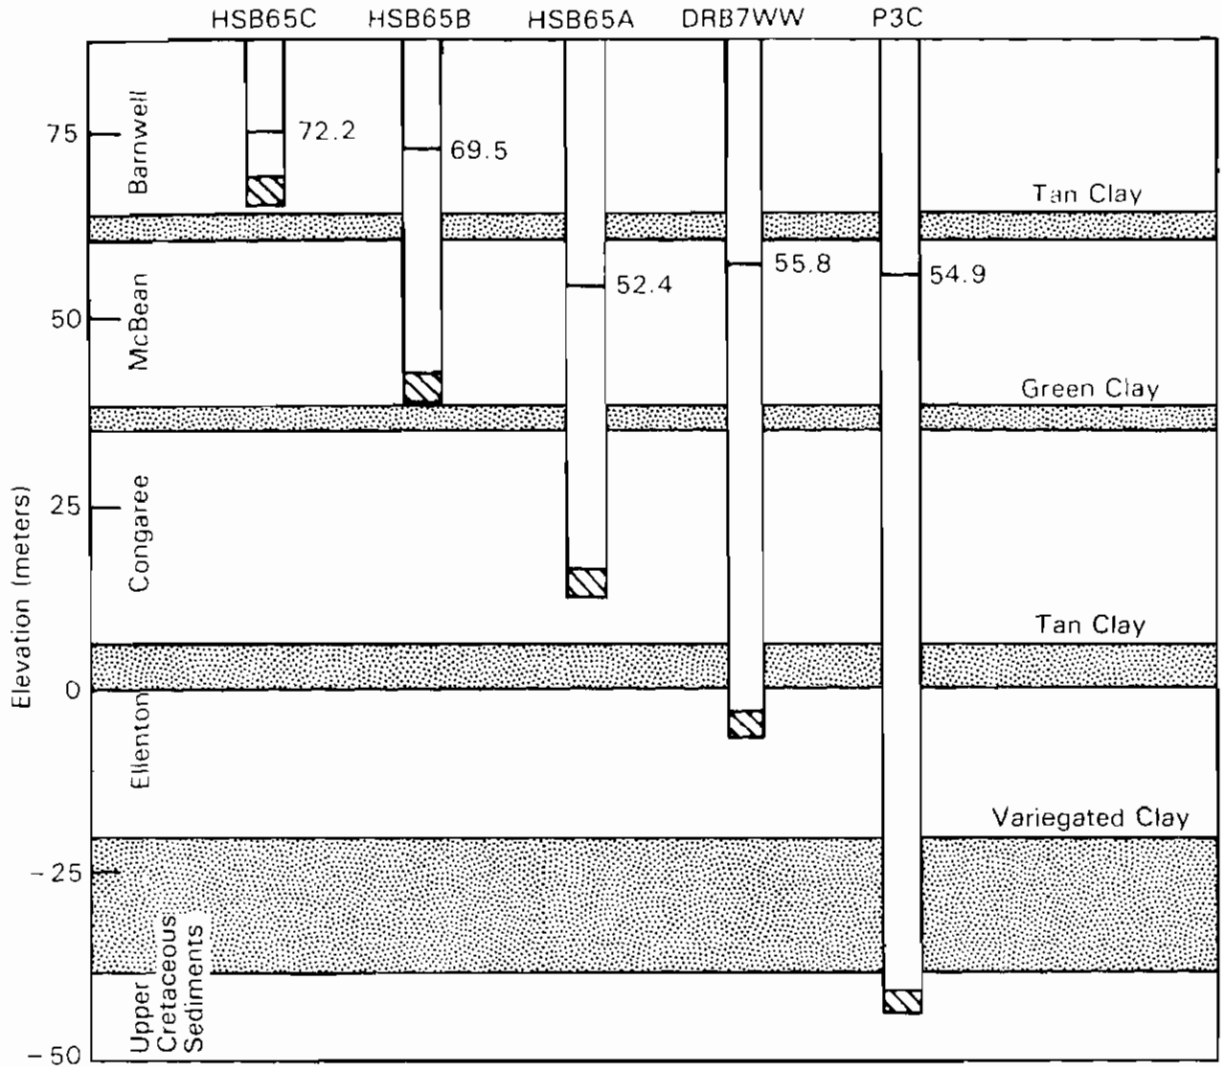 HSB65C HSB65B HSB65A DRB7WW P3C
75
50
25
0
- 25
- 50
Elevation (meters)
Barnwell
McBean
Congaree
Ellenton
Upper
Cretaceous
Sediments
72.2
69.5
52.4
55.8
54.9
Tan Clay
Green Clay
Tan Clay
Variegated Clay